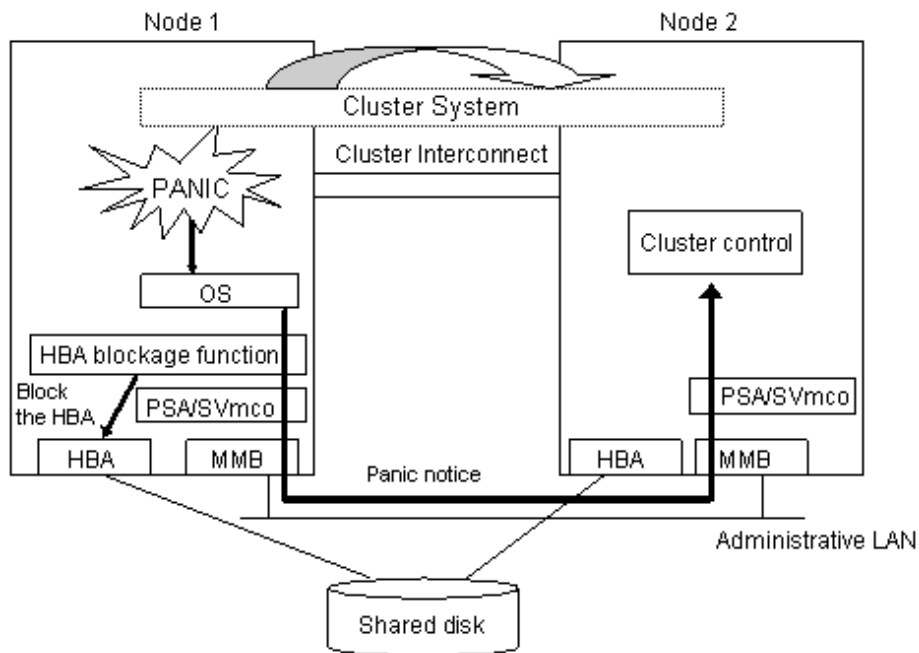 Node 1
Node 2
Cluster System
Cluster Interconnect
PANIC
Cluster control
OS
HBA blockage function
Block
the HBA
PSA/SVmco
PSA/SVmco
HBA
MMB
Panic notice
HBA
MMB
Administrative LAN
Shared disk